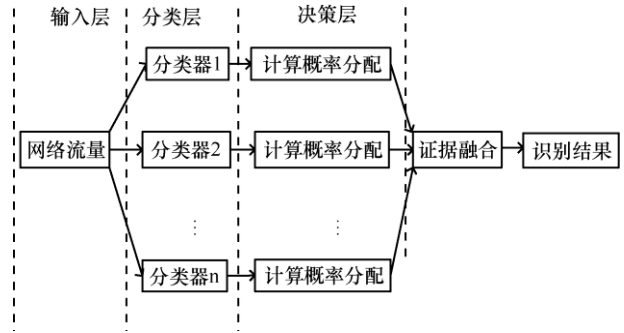 输入层 分类层 决策层
分类器1 计算概率分配
网络流量 分类器2 计算概率分配 证据融合 识别结果
⋮ ⋮
分类器n 计算概率分配